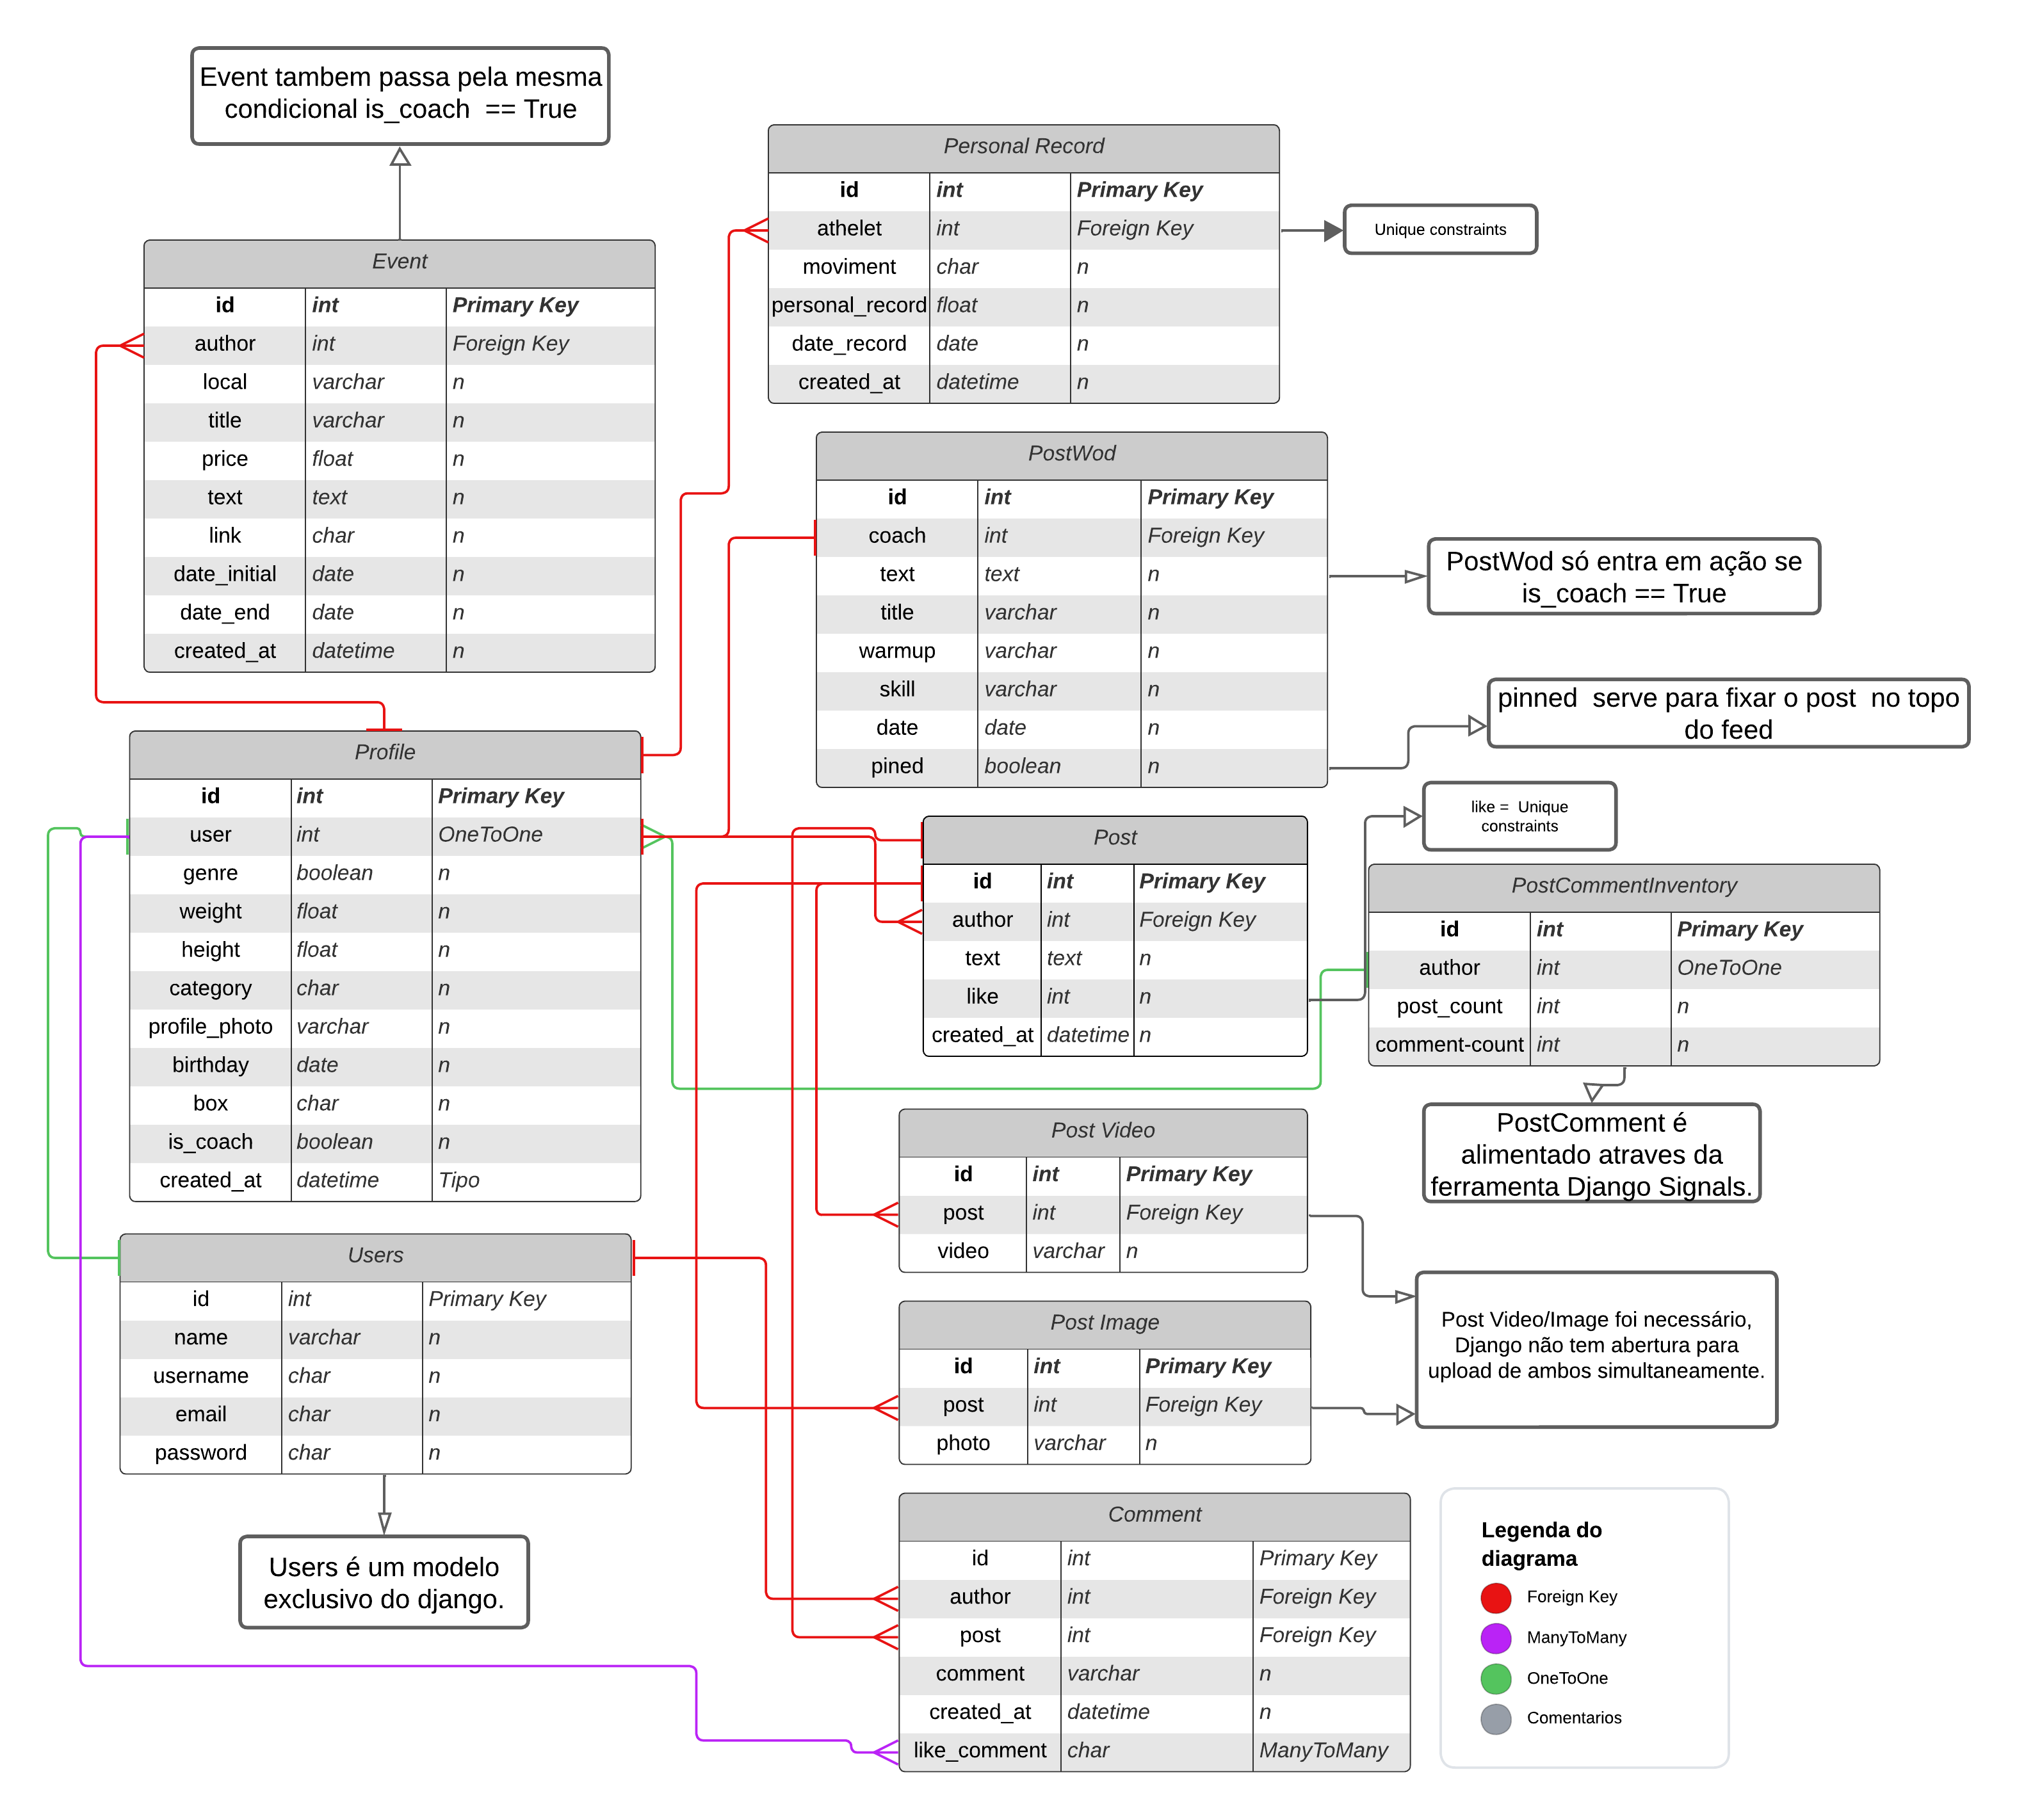 Event tambem passa pela mesma
condicional is_coach  == True
Event
id int Primary Key
author int Foreign Key
local varchar n
title varchar n
price float n
text text n
link char n
date_initial date n
date_end date n
created_at datetime n
Personal Record
id int Primary Key
athelet int Foreign Key
moviment char n
personal_record float n
date_record date n
created_at datetime n
Unique constraints
PostWod
id int Primary Key
coach int Foreign Key
text text n
title varchar n
warmup varchar n
skill varchar n
date date n
pined boolean n
PostWod só entra em ação se
is_coach == True
pinned  serve para fixar o post  no topo
do feed
Profile
id int Primary Key
user int OneToOne
genre boolean n
weight float n
height float n
category char n
profile_photo varchar n
birthday date n
box char n
is_coach boolean n
created_at datetime Tipo
Post
id int Primary Key
author int Foreign Key
text text n
like int n
created_at datetime n
like =  Unique
constraints
PostCommentInventory
id int Primary Key
author int OneToOne
post_count int n
comment-count int n
PostComment é
alimentado atraves da
ferramenta Django Signals.
Post Video
id int Primary Key
post int Foreign Key
video varchar n
Users
id int Primary Key
name varchar n
username char n
email char n
password char n
Users é um modelo
exclusivo do django.
Post Image
id int Primary Key
post int Foreign Key
photo varchar n
Post Video/Image foi necessário,
Django não tem abertura para
upload de ambos simultaneamente.
Comment
id int Primary Key
author int Foreign Key
post int Foreign Key
comment varchar n
created_at datetime n
like_comment char ManyToMany
Legenda do
diagrama
Foreign Key
ManyToMany
OneToOne
Comentarios